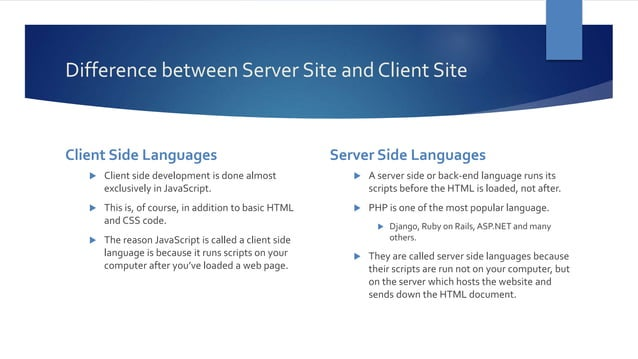 Difference between Server Site and Client Site
Client Side Languages
Client side development is done almost
exclusively in JavaScript.
This is, of course, in addition to basic HTML
and CSS code.
The reason JavaScript is called a client side
language is because it runs scripts on your
computer after you've loaded a web page.
Server Side Languages
A server side or back-end language runs its
scripts before the HTML is loaded, not after.
PHP is one of the most popular language.
Django, Ruby on Rails, ASP.NET and many
others.
They are called server side languages because
their scripts are run not on your computer, but
on the server which hosts the website and
sends down the HTML document.